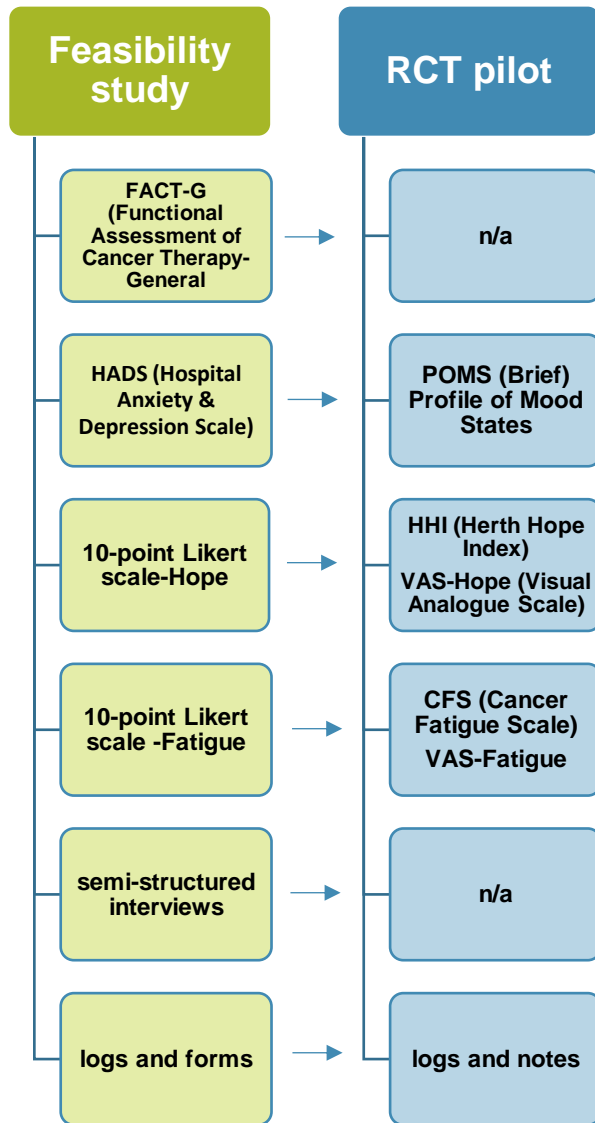 Feasibility
study
RCT pilot
FACT-G
(Functional
Assessment of
Cancer Therapy-
General
n/a
HADS (Hospital
Anxiety &
Depression Scale)
POMS (Brief)
Profile of Mood
States
10-point Likert
scale-Hope
HHI (Herth Hope
Index)
VAS-Hope (Visual
Analogue Scale)
10-point Likert
scale -Fatigue
CFS (Cancer
Fatigue Scale)
VAS-Fatigue
semi-structured
interviews
n/a
logs and forms
logs and notes